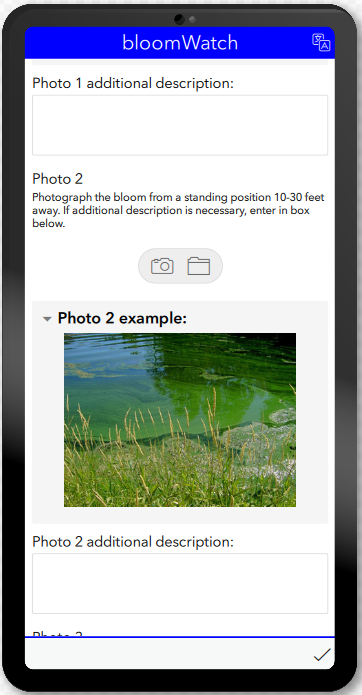 bloomWatch
Photo 1 additional description:
Photo 2
Photograph the bloom from a standing position 10-30 feet
away. If additional description is necessary, enter in box
below.
Photo 2 example:
Photo 2 additional description:
Photo 3